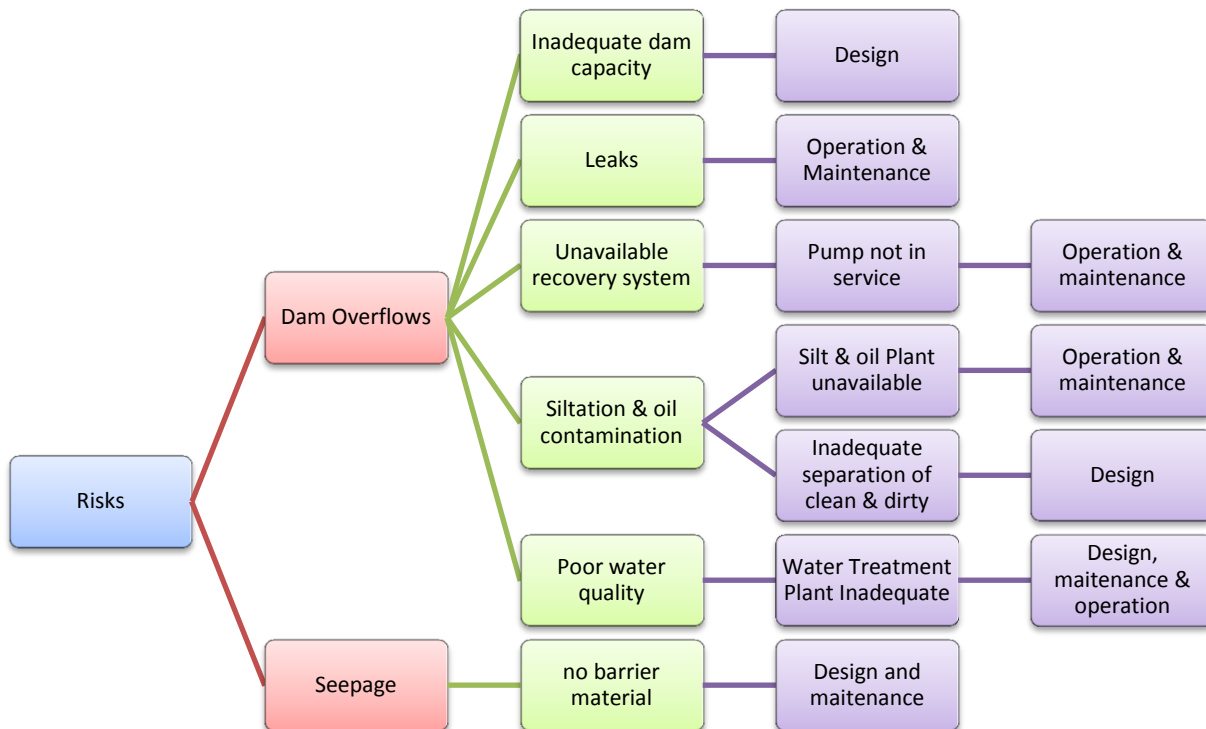 Inadequate dam
capacity
Design
Leaks
Operation &
Maintenance
Unavailable
recovery system
Pump not in
service
Operation &
maintenance
Dam Overflows
Siltation & oil
contamination
Silt & oil Plant
unavailable
Operation &
maintenance
Inadequate
separation of
clean & dirty
Design
Risks
Poor water
quality
Water Treatment
Plant Inadequate
Design,
maitenance &
operation
Seepage
no barrier
material
Design and
maitenance